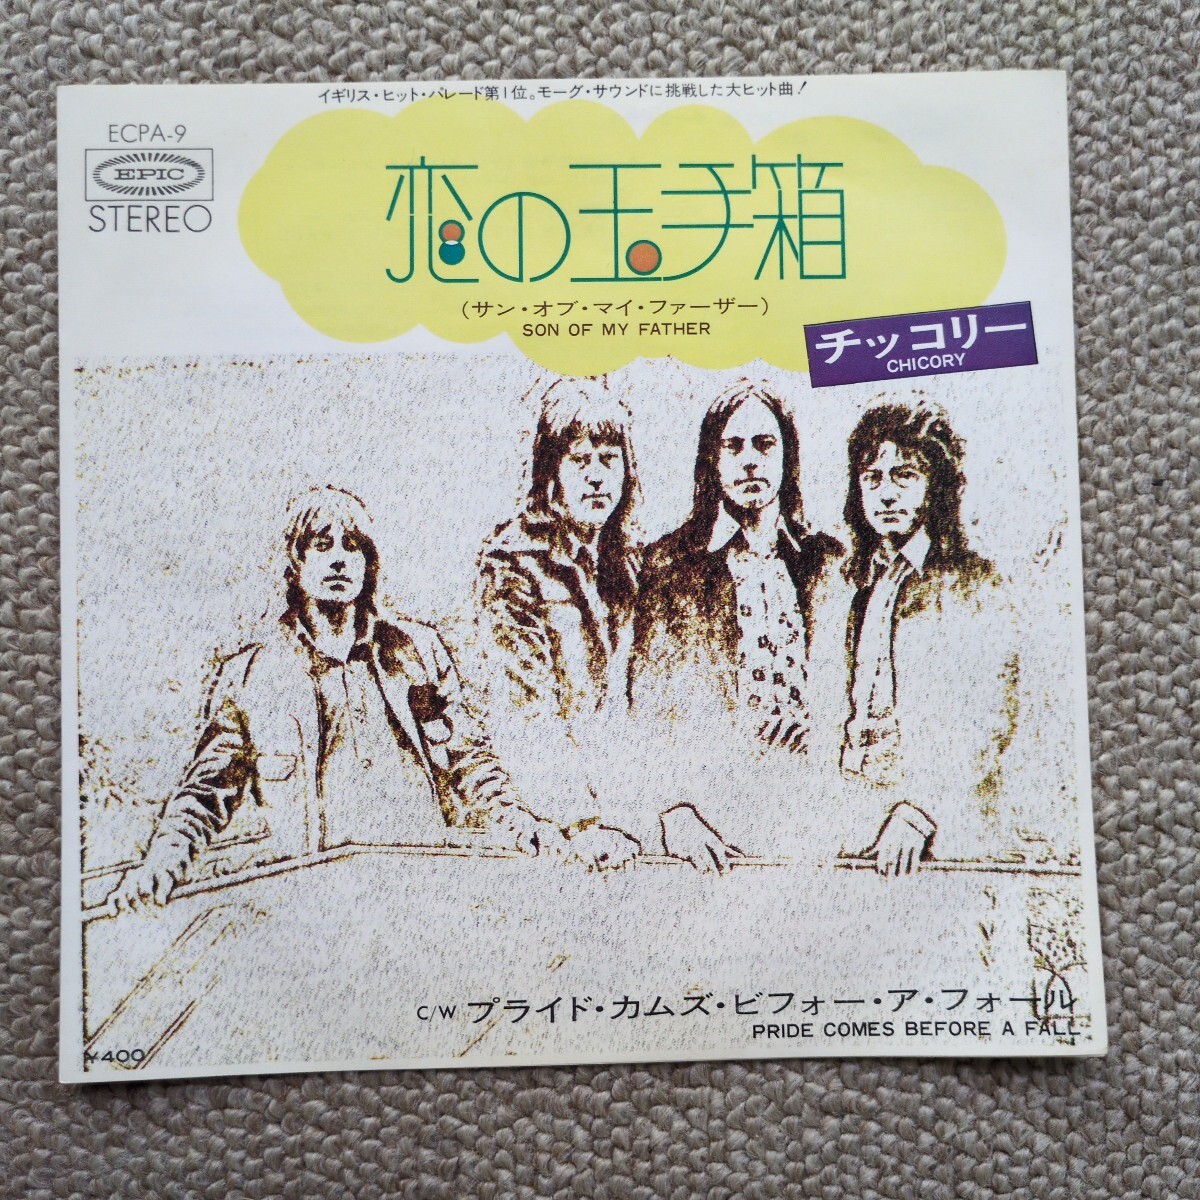 イギリス・ヒット・パレード第1位。モーグ・サウンドに挑戦した大ヒット曲!
ECPA-9
EPIC
STEREO
恋の玉手箱
(サン・オブ・マイ・ファーザー)
SON OF MY FATHER
チッコリー
CHICORY
C/W プライド・カムズ・ビフォー・ア・フォール
PRIDE COMES BEFORE A FALL
¥400